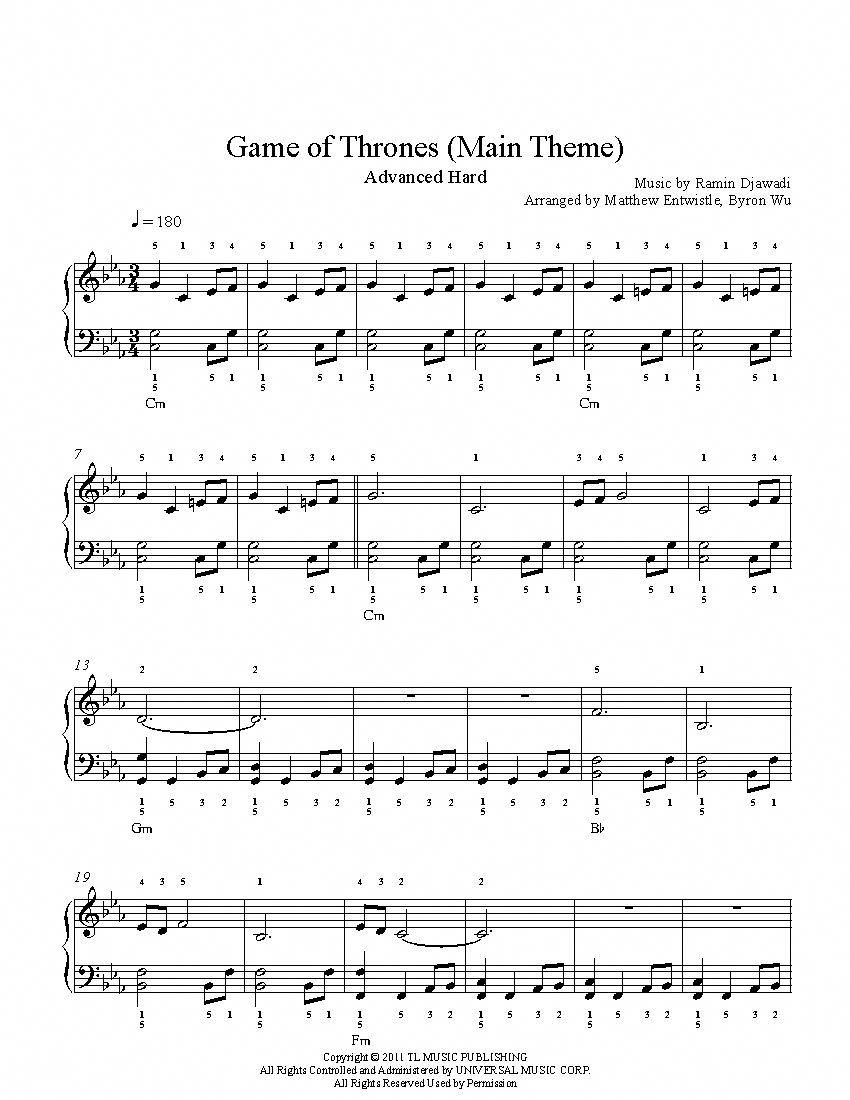 Game of Thrones (Main Theme)
Advanced Hard
Music by Ramin Djawadi
Arranged by Matthew Entwistle, Byron Wu
♩=180
5 1 3 4 5 1 3 4 5 1 3 4 5 1 3 4 5 1 3 4 5 1 3 4
3 4
3 4
1 5 1 1 5 1 1 5 1 1 5 1 1 5 1 1 5 1
5 5 5 5 5 5
Cm Cm
7
5 1 3 4 5 1 3 4 5 1 3 4 5 1 3 4
1 5 1 1 5 1 1 5 1 1 5 1 1 5 1 1 5 1
5 5 5 5 5 5
Cm
13
2 2 5 1
1 5 3 2 1 5 3 2 1 5 3 2 1 5 3 2 1 5 1 1 5 1
5 5 5 5 5 5
Gm B♭
19
4 3 5 1 4 3 2 2
1 5 1 1 5 1 1 5 3 2 1 5 3 2 1 5 3 2 1 5 3 2
5 5 5 5 5 5
Fm
Copyright © 2011 TL MUSIC PUBLISHING
All Rights Controlled and Administered by UNIVERSAL MUSIC CORP.
All Rights Reserved Used by Permission